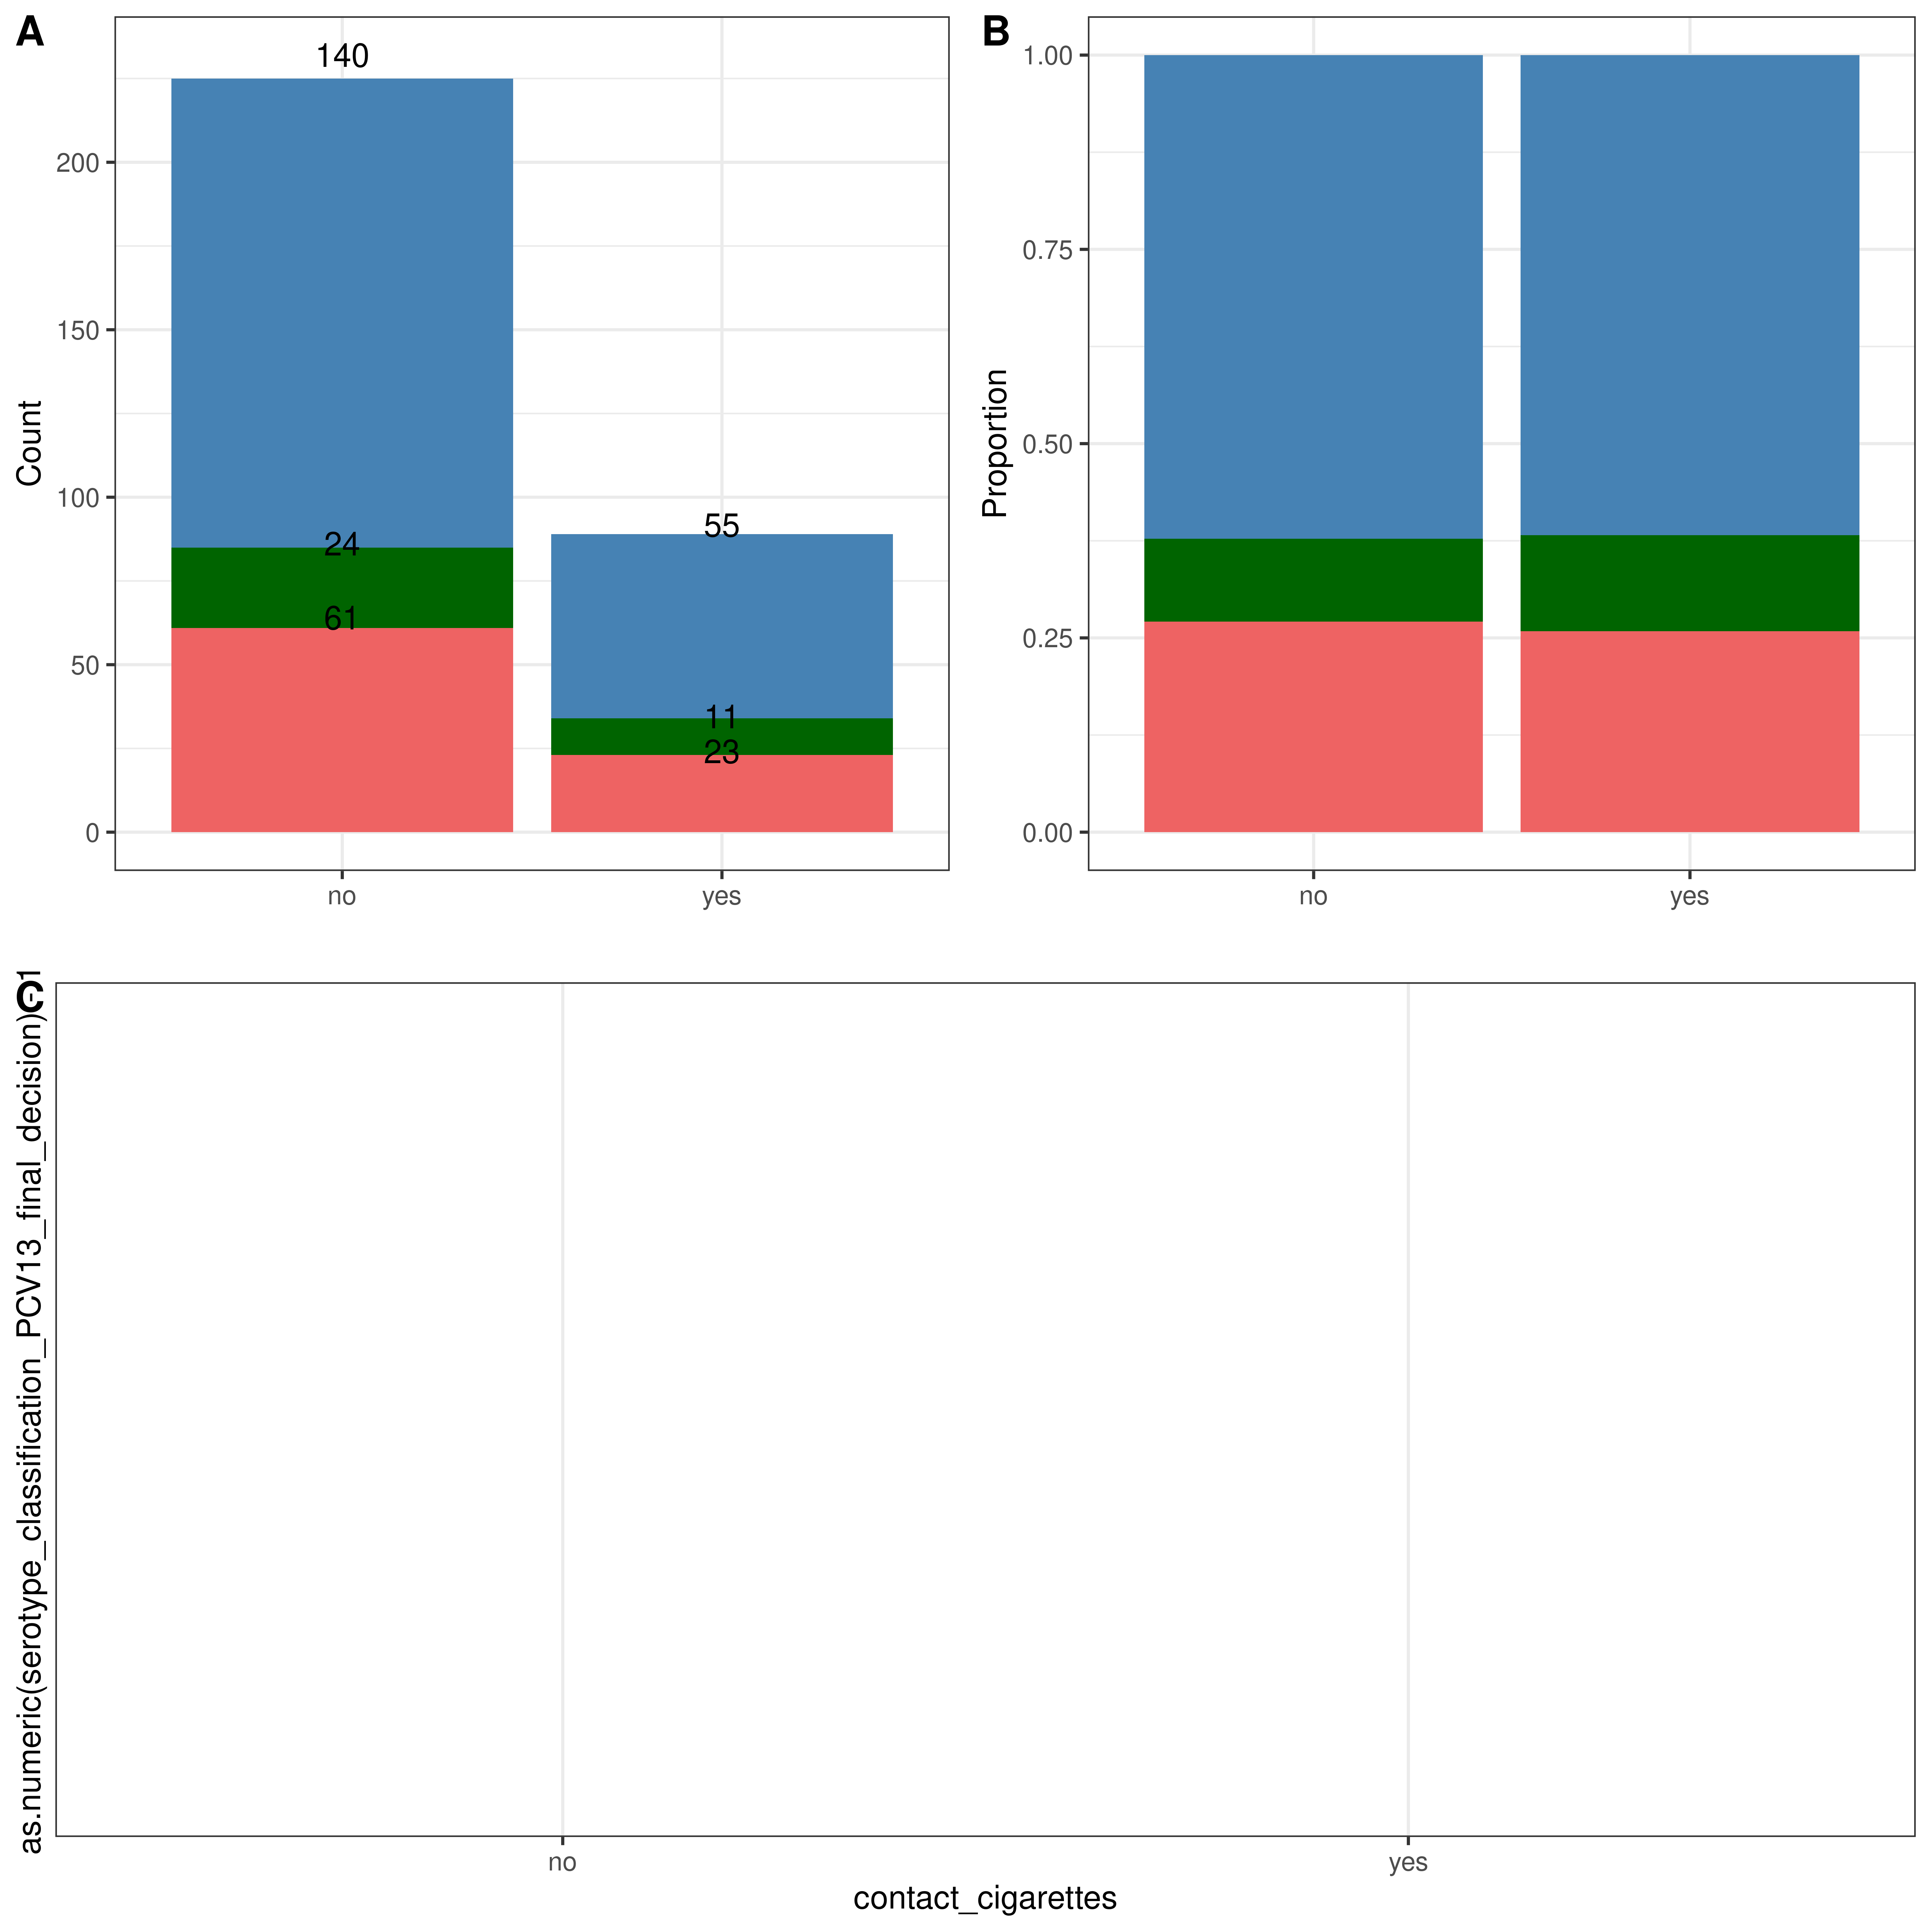 A
140
200
150
100
50
0
Count
24
61
55
11
23
no
yes
B
1.00
0.75
0.50
0.25
0.00
Proportion
no
yes
C
as.numeric(serotype_classification_PCV13_final_decision)-1
no
yes
contact_cigarettes